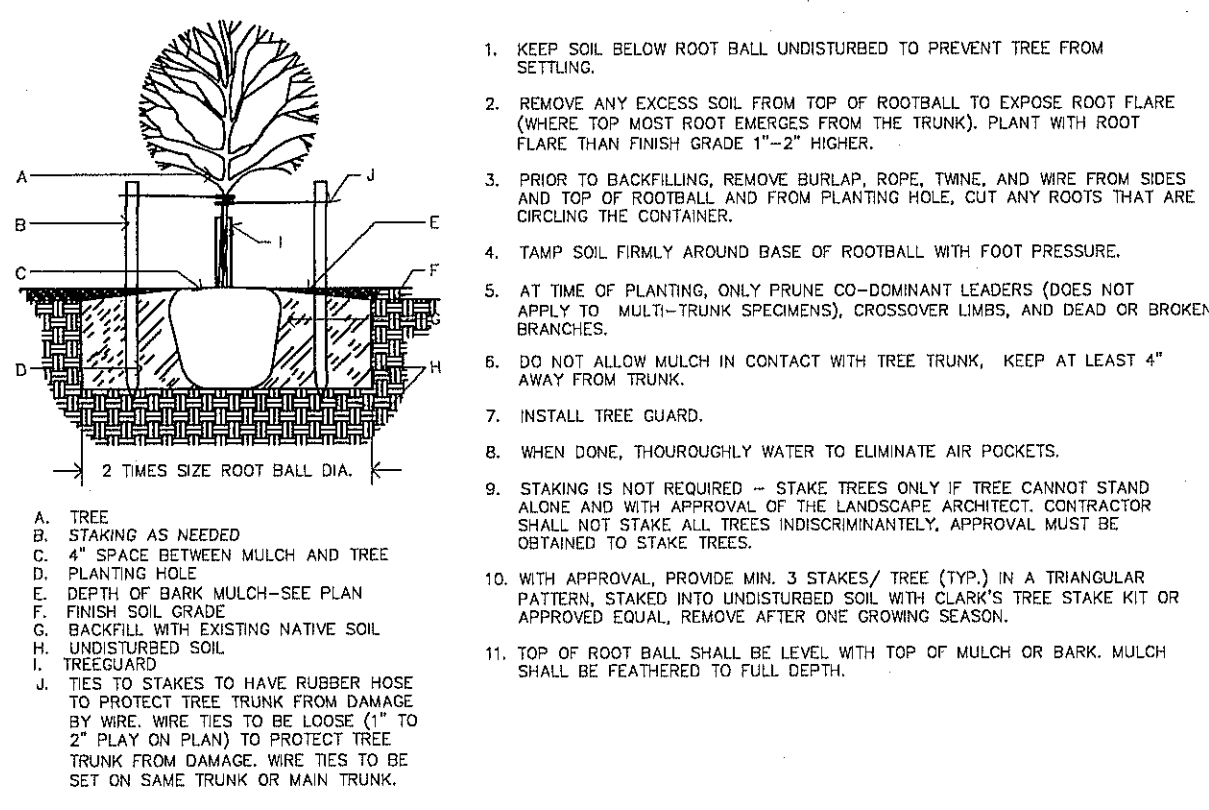 A
B
C
D
J
I
E
F
G
H
2 TIMES SIZE ROOT BALL DIA.
A. TREE
B. STAKING AS NEEDED
C. 4" SPACE BETWEEN MULCH AND TREE
D. PLANTING HOLE
E. DEPTH OF BARK MULCH-SEE PLAN
F. FINISH SOIL GRADE
G. BACKFILL WITH EXISTING NATIVE SOIL
H. UNDISTURBED SOIL
I. TREEGUARD
J. TIES TO STAKES TO HAVE RUBBER HOSE
TO PROTECT TREE TRUNK FROM DAMAGE
BY WIRE. WIRE TIES TO BE LOOSE (1" TO
2" PLAY ON PLAN) TO PROTECT TREE
TRUNK FROM DAMAGE. WIRE TIES TO BE
SET ON SAME TRUNK OR MAIN TRUNK.
1. KEEP SOIL BELOW ROOT BALL UNDISTURBED TO PREVENT TREE FROM
SETTLING.
2. REMOVE ANY EXCESS SOIL FROM TOP OF ROOTBALL TO EXPOSE ROOT FLARE
(WHERE TOP MOST ROOT EMERGES FROM THE TRUNK). PLANT WITH ROOT
FLARE THAN FINISH GRADE 1"-2" HIGHER.
3. PRIOR TO BACKFILLING, REMOVE BURLAP, ROPE, TWINE, AND WIRE FROM SIDES
AND TOP OF ROOTBALL AND FROM PLANTING HOLE, CUT ANY ROOTS THAT ARE
CIRCLING THE CONTAINER.
4. TAMP SOIL FIRMLY AROUND BASE OF ROOTBALL WITH FOOT PRESSURE.
5. AT TIME OF PLANTING, ONLY PRUNE CO-DOMINANT LEADERS (DOES NOT
APPLY TO MULTI-TRUNK SPECIMENS), CROSSOVER LIMBS, AND DEAD OR BROKEN
BRANCHES.
6. DO NOT ALLOW MULCH IN CONTACT WITH TREE TRUNK, KEEP AT LEAST 4"
AWAY FROM TRUNK.
7. INSTALL TREE GUARD.
8. WHEN DONE, THOUROUGHLY WATER TO ELIMINATE AIR POCKETS.
9. STAKING IS NOT REQUIRED - STAKE TREES ONLY IF TREE CANNOT STAND
ALONE AND WITH APPROVAL OF THE LANDSCAPE ARCHITECT. CONTRACTOR
SHALL NOT STAKE ALL TREES INDISCRIMINANTELY. APPROVAL MUST BE
OBTAINED TO STAKE TREES.
10. WITH APPROVAL, PROVIDE MIN. 3 STAKES/ TREE (TYP.) IN A TRIANGULAR
PATTERN, STAKED INTO UNDISTURBED SOIL WITH CLARK'S TREE STAKE KIT OR
APPROVED EQUAL, REMOVE AFTER ONE GROWING SEASON.
11. TOP OF ROOT BALL SHALL BE LEVEL WITH TOP OF MULCH OR BARK. MULCH
SHALL BE FEATHERED TO FULL DEPTH.